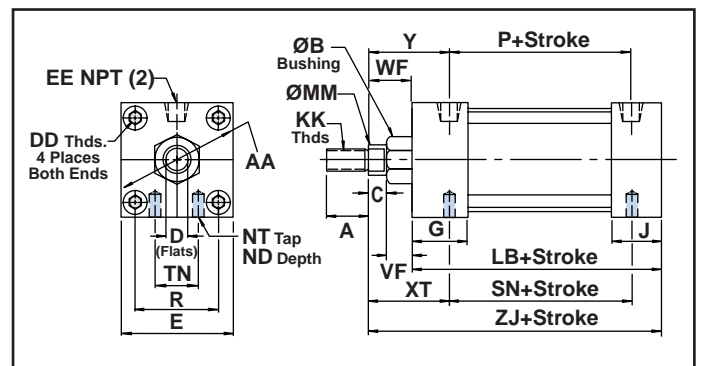 EE NPT (2)
DD Thds.
4 Places
Both Ends
AA
D
(Flats)
TN
R
E
NT Tap
ND Depth
ØB
Bushing
ØMM
KK
Thds
Y
WF
P+Stroke
C
A
G
J
VF
LB+Stroke
XT
SN+Stroke
ZJ+Stroke